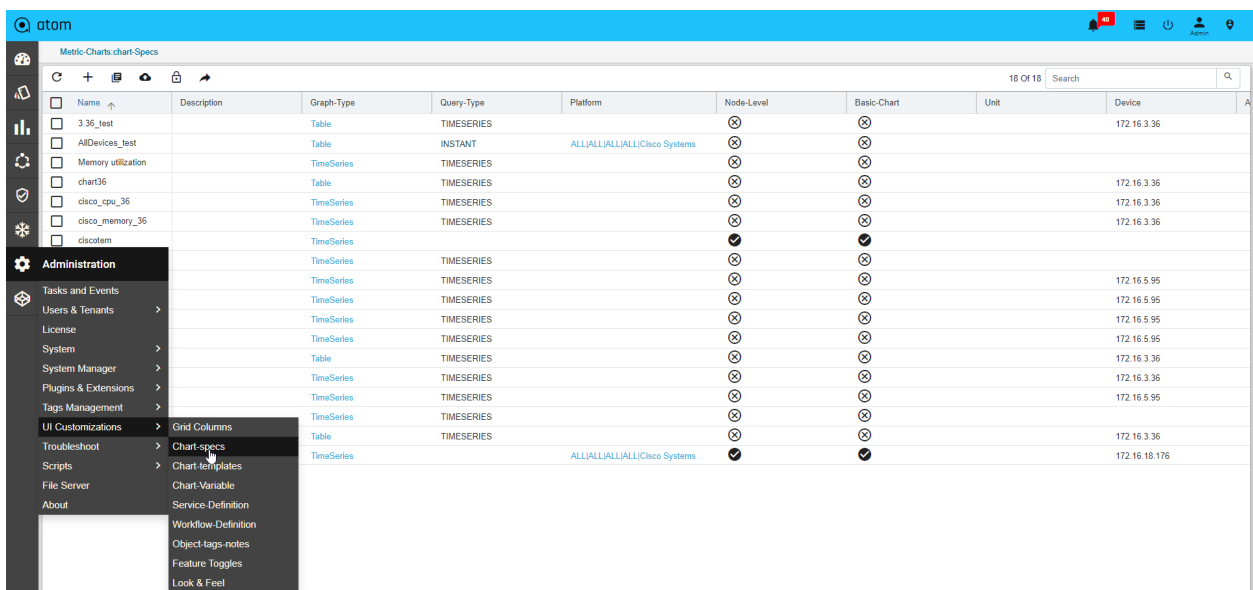 atom
40
Admin
Metric-Charts:chart-Specs
18 Of 18 Search
Name Description Graph-Type Query-Type Platform Node-Level Basic-Chart Unit Device A
3.36_test Table TIMESERIES 172.16.3.36
AllDevices_test Table INSTANT ALL|ALL|ALL|ALL|Cisco Systems
Memory utilization TimeSeries TIMESERIES
chart36 Table TIMESERIES 172.16.3.36
cisco_cpu_36 TimeSeries TIMESERIES 172.16.3.36
cisco_memory_36 TimeSeries TIMESERIES 172.16.3.36
ciscotem TimeSeries
Administration TimeSeries TIMESERIES
TimeSeries TIMESERIES 172.16.5.95
Tasks and Events
TimeSeries TIMESERIES 172.16.5.95
Users & Tenants
TimeSeries TIMESERIES 172.16.5.95
License
TimeSeries TIMESERIES 172.16.5.95
System
Table TIMESERIES 172.16.3.36
System Manager
TimeSeries TIMESERIES 172.16.3.36
Plugins & Extensions
TimeSeries TIMESERIES 172.16.5.95
Tags Management
TimeSeries TIMESERIES
UI Customizations Grid Columns
Table TIMESERIES 172.16.3.36
Troubleshoot Chart-specs
TimeSeries ALL|ALL|ALL|ALL|Cisco Systems 172.16.18.176
Scripts Chart-templates
File Server Chart-Variable
About Service-Definition
Workflow-Definition
Object-tags-notes
Feature Toggles
Look & Feel